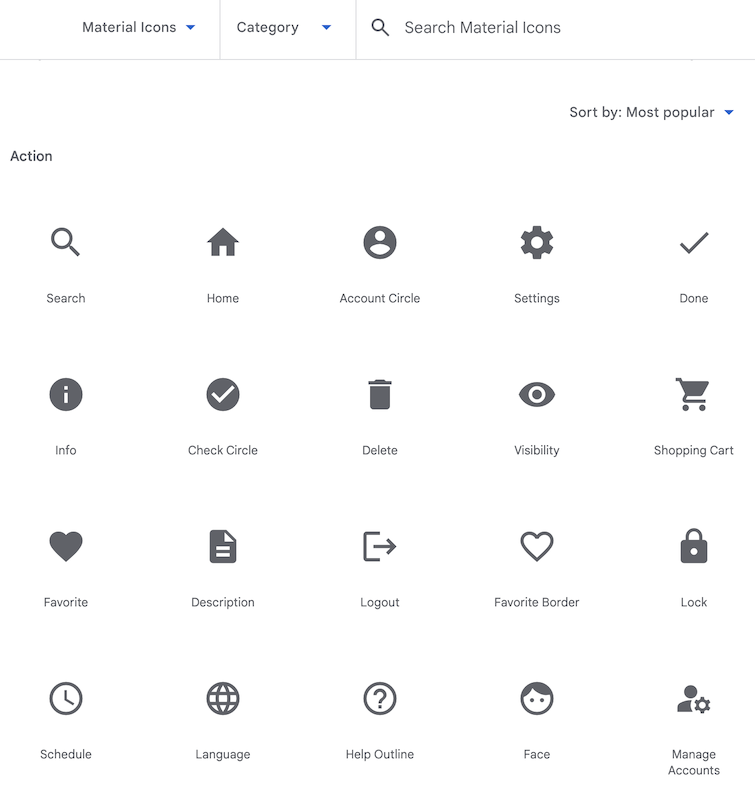 Material Icons
Category
Search Material Icons
Sort by: Most popular
Action
Search
Home
Account Circle
Settings
Done
Info
Check Circle
Delete
Visibility
Shopping Cart
Favorite
Description
Logout
Favorite Border
Lock
Schedule
Language
Help Outline
Face
Manage
Accounts